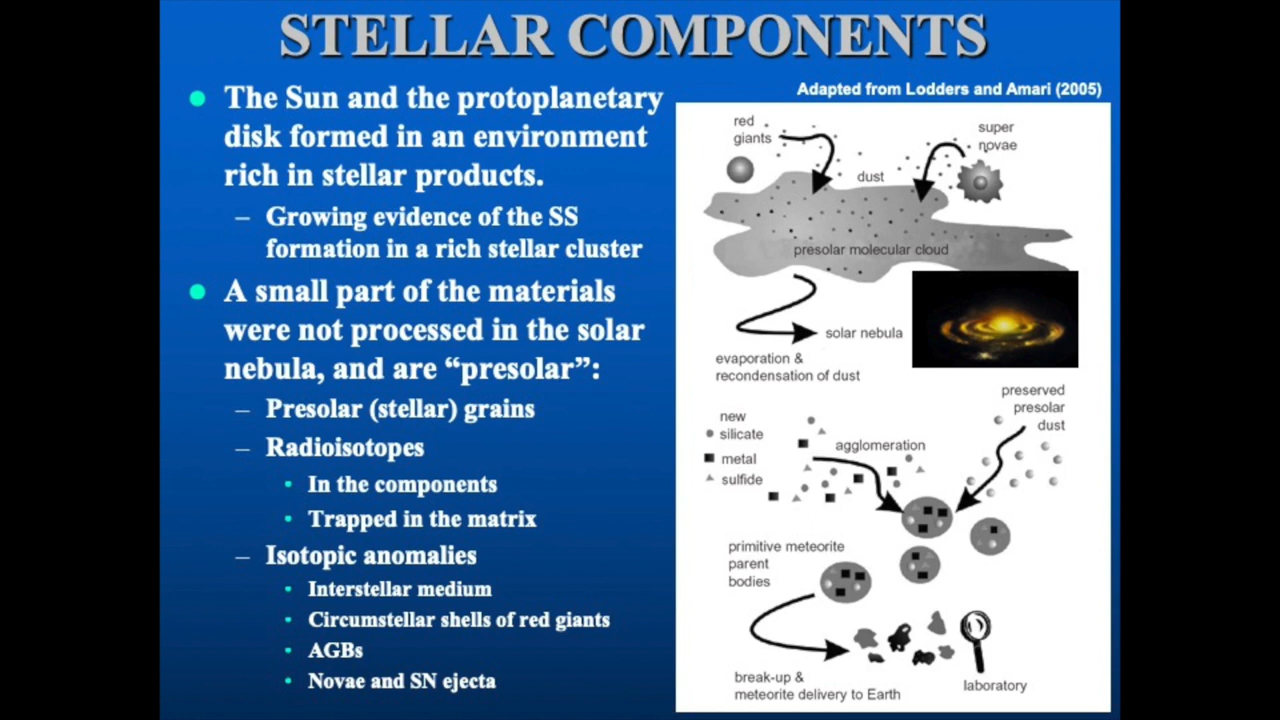 STELLAR COMPONENTS
• The Sun and the protoplanetary
disk formed in an environment
rich in stellar products.
– Growing evidence of the SS
formation in a rich stellar cluster
• A small part of the materials
were not processed in the solar
nebula, and are “presolar”:
– Presolar (stellar) grains
– Radioisotopes
• In the components
• Trapped in the matrix
– Isotopic anomalies
• Interstellar medium
• Circumstellar shells of red giants
• AGBs
• Novae and SN ejecta
Adapted from Lodders and Amari (2005)
red
giants
super
novae
dust
presolar molecular cloud
solar nebula
evaporation &
recondensation of dust
preserved
presolar
dust
new
silicate
metal
sulfide
agglomeration
primitive meteorite
parent
bodies
break-up &
meteorite delivery to Earth
laboratory